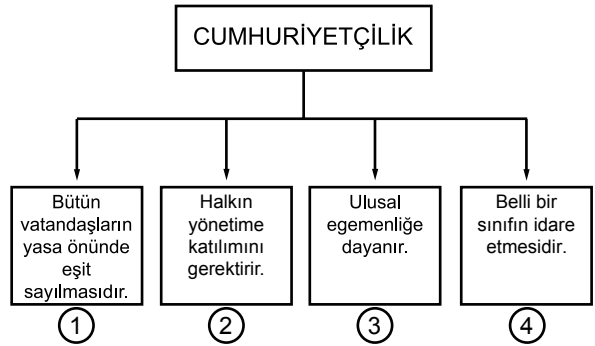 CUMHURİYETÇİLİK
Bütün
vatandaşların
yasa önünde
eşit
sayılmasıdır.
1
Halkın
yönetime
katılımını
gerektirir.
2
Ulusal
egemenliğe
dayanır.
3
Belli bir
sınıfın idare
etmesidir.
4